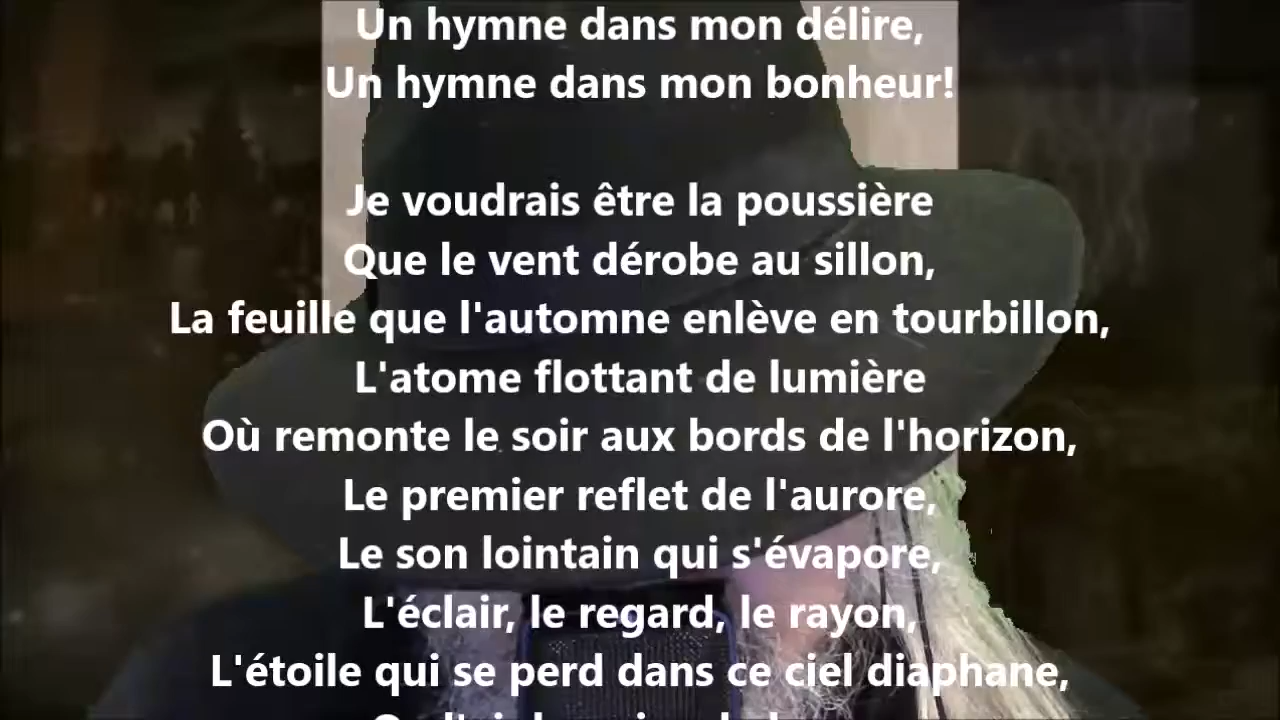 Un hymne dans mon délire,
Un hymne dans mon bonheur!
Je voudrais être la poussière
Que le vent dérobe au sillon,
La feuille que l'automne enlève en tourbillon,
L'atome flottant de lumière
Où remonte le soir aux bords de l'horizon,
Le premier reflet de l'aurore,
Le son lointain qui s'évapore,
L'éclair, le regard, le rayon,
L'étoile qui se perd dans ce ciel diaphane,